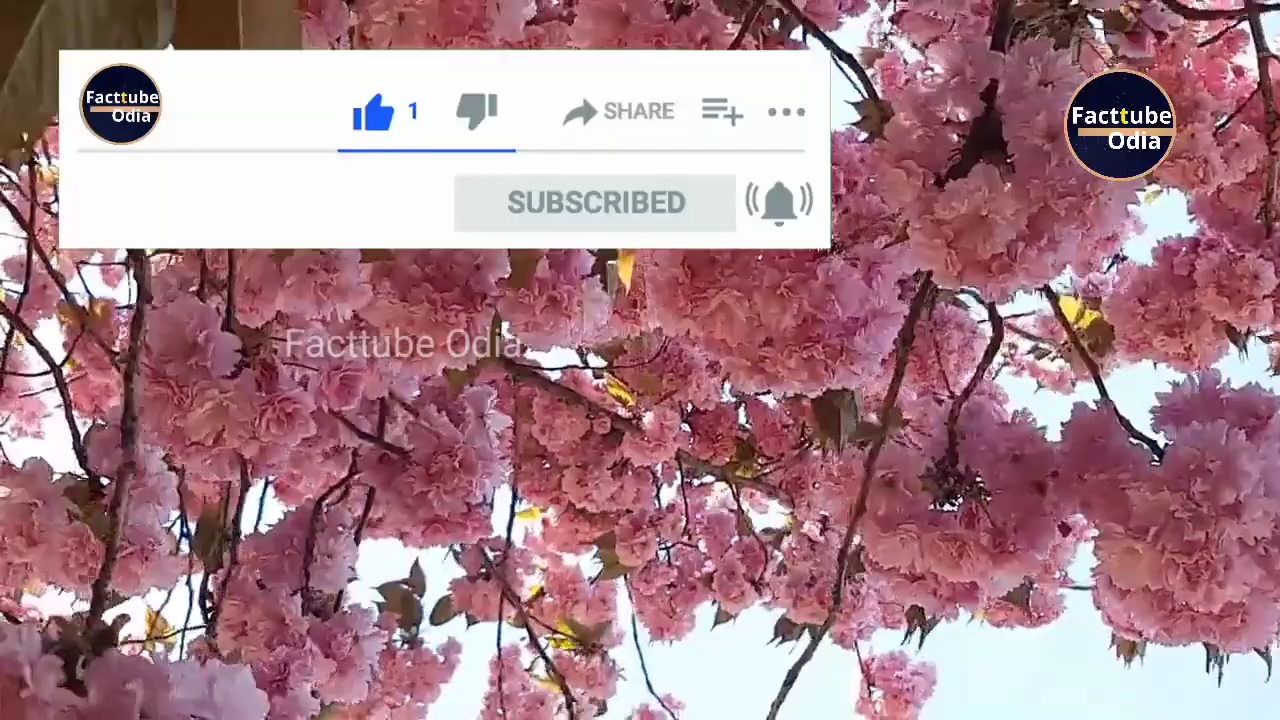 Facttube
Odia
1
SHARE
SUBSCRIBED
Facttube
Odia
Facttube Odia